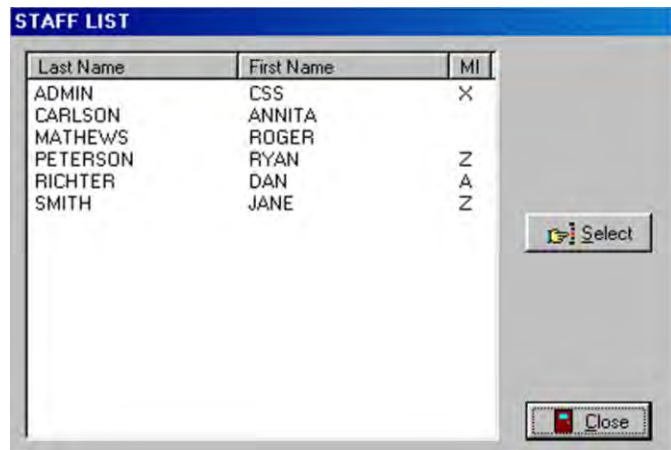 STAFF LIST
Last Name First Name MI
ADMIN CSS X
CARLSON ANNITA
MATHEWS ROGER
PETERSON RYAN Z
RICHTER DAN A
SMITH JANE Z
Select
Close